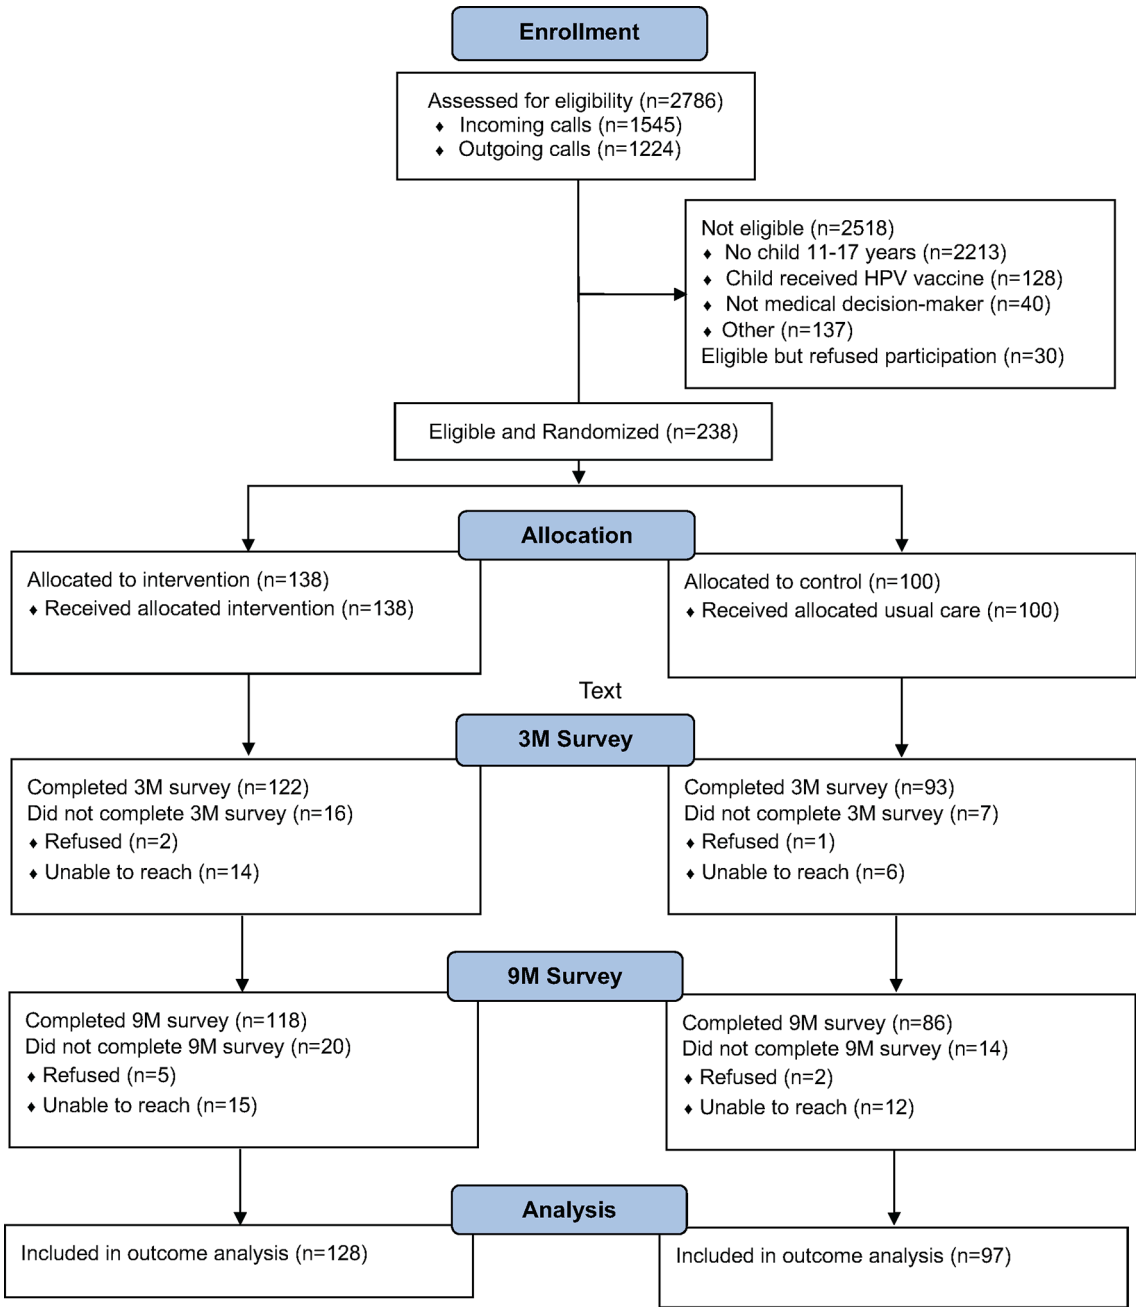 Enrollment
Assessed for eligibility (n=2786)
♦ Incoming calls (n=1545)
♦ Outgoing calls (n=1224)
Not eligible (n=2518)
♦ No child 11-17 years (n=2213)
♦ Child received HPV vaccine (n=128)
♦ Not medical decision-maker (n=40)
♦ Other (n=137)
Eligible but refused participation (n=30)
Eligible and Randomized (n=238)
Allocation
Allocated to intervention (n=138)
♦ Received allocated intervention (n=138)
Allocated to control (n=100)
♦ Received allocated usual care (n=100)
Text
3M Survey
Completed 3M survey (n=122)
Did not complete 3M survey (n=16)
♦ Refused (n=2)
♦ Unable to reach (n=14)
Completed 3M survey (n=93)
Did not complete 3M survey (n=7)
♦ Refused (n=1)
♦ Unable to reach (n=6)
9M Survey
Completed 9M survey (n=118)
Did not complete 9M survey (n=20)
♦ Refused (n=5)
♦ Unable to reach (n=15)
Completed 9M survey (n=86)
Did not complete 9M survey (n=14)
♦ Refused (n=2)
♦ Unable to reach (n=12)
Analysis
Included in outcome analysis (n=128)
Included in outcome analysis (n=97)